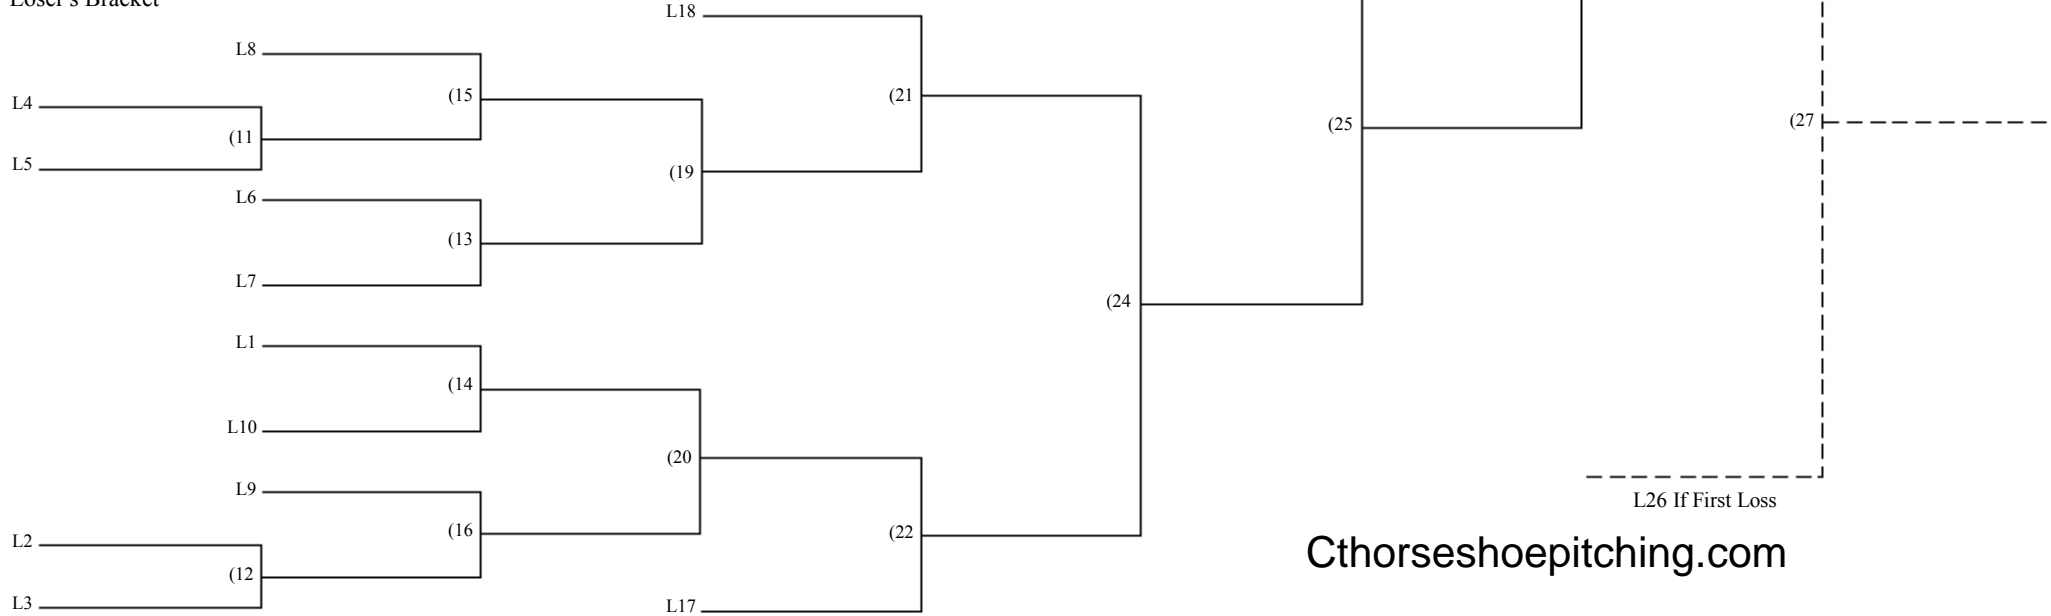 Loser's Bracket
L18
L8
(15
(21
L4
(11
(25
(27
L5
(19
L6
(13
L7
(24
L1
(14
L10
(20
L9
L26 If First Loss
(16
(22
L2
Cthorseshoepitching.com
(12
L3
L17